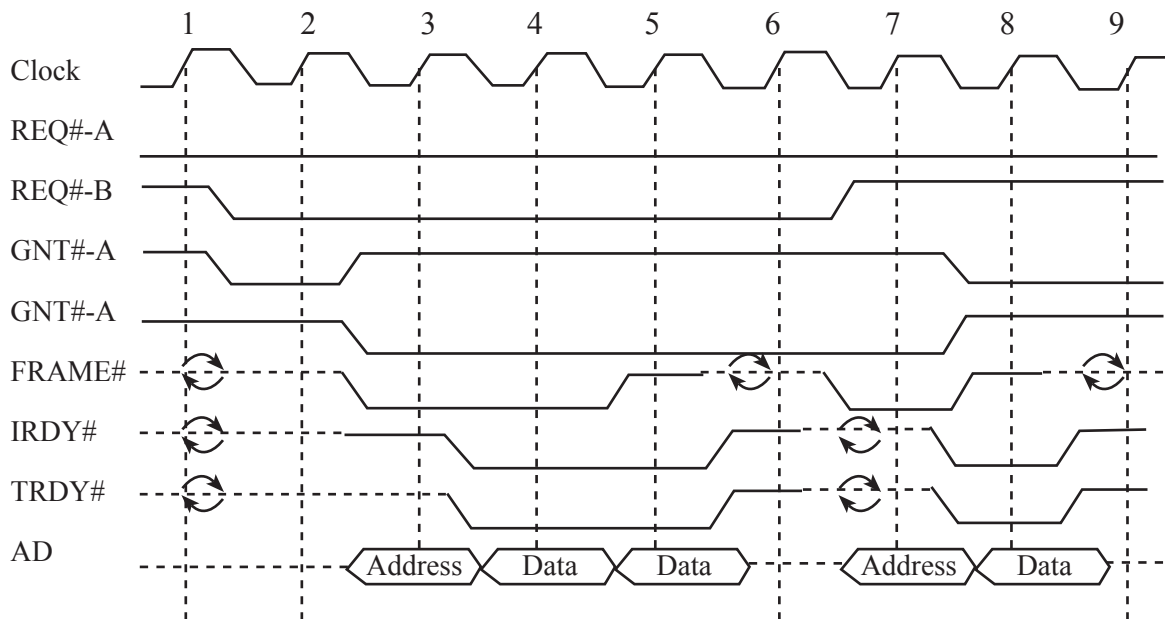 1 2 3 4 5 6 7 8 9
Clock
REQ#-A
REQ#-B
GNT#-A
GNT#-A
FRAME#
IRDY#
TRDY#
AD Address Data Data Address Data